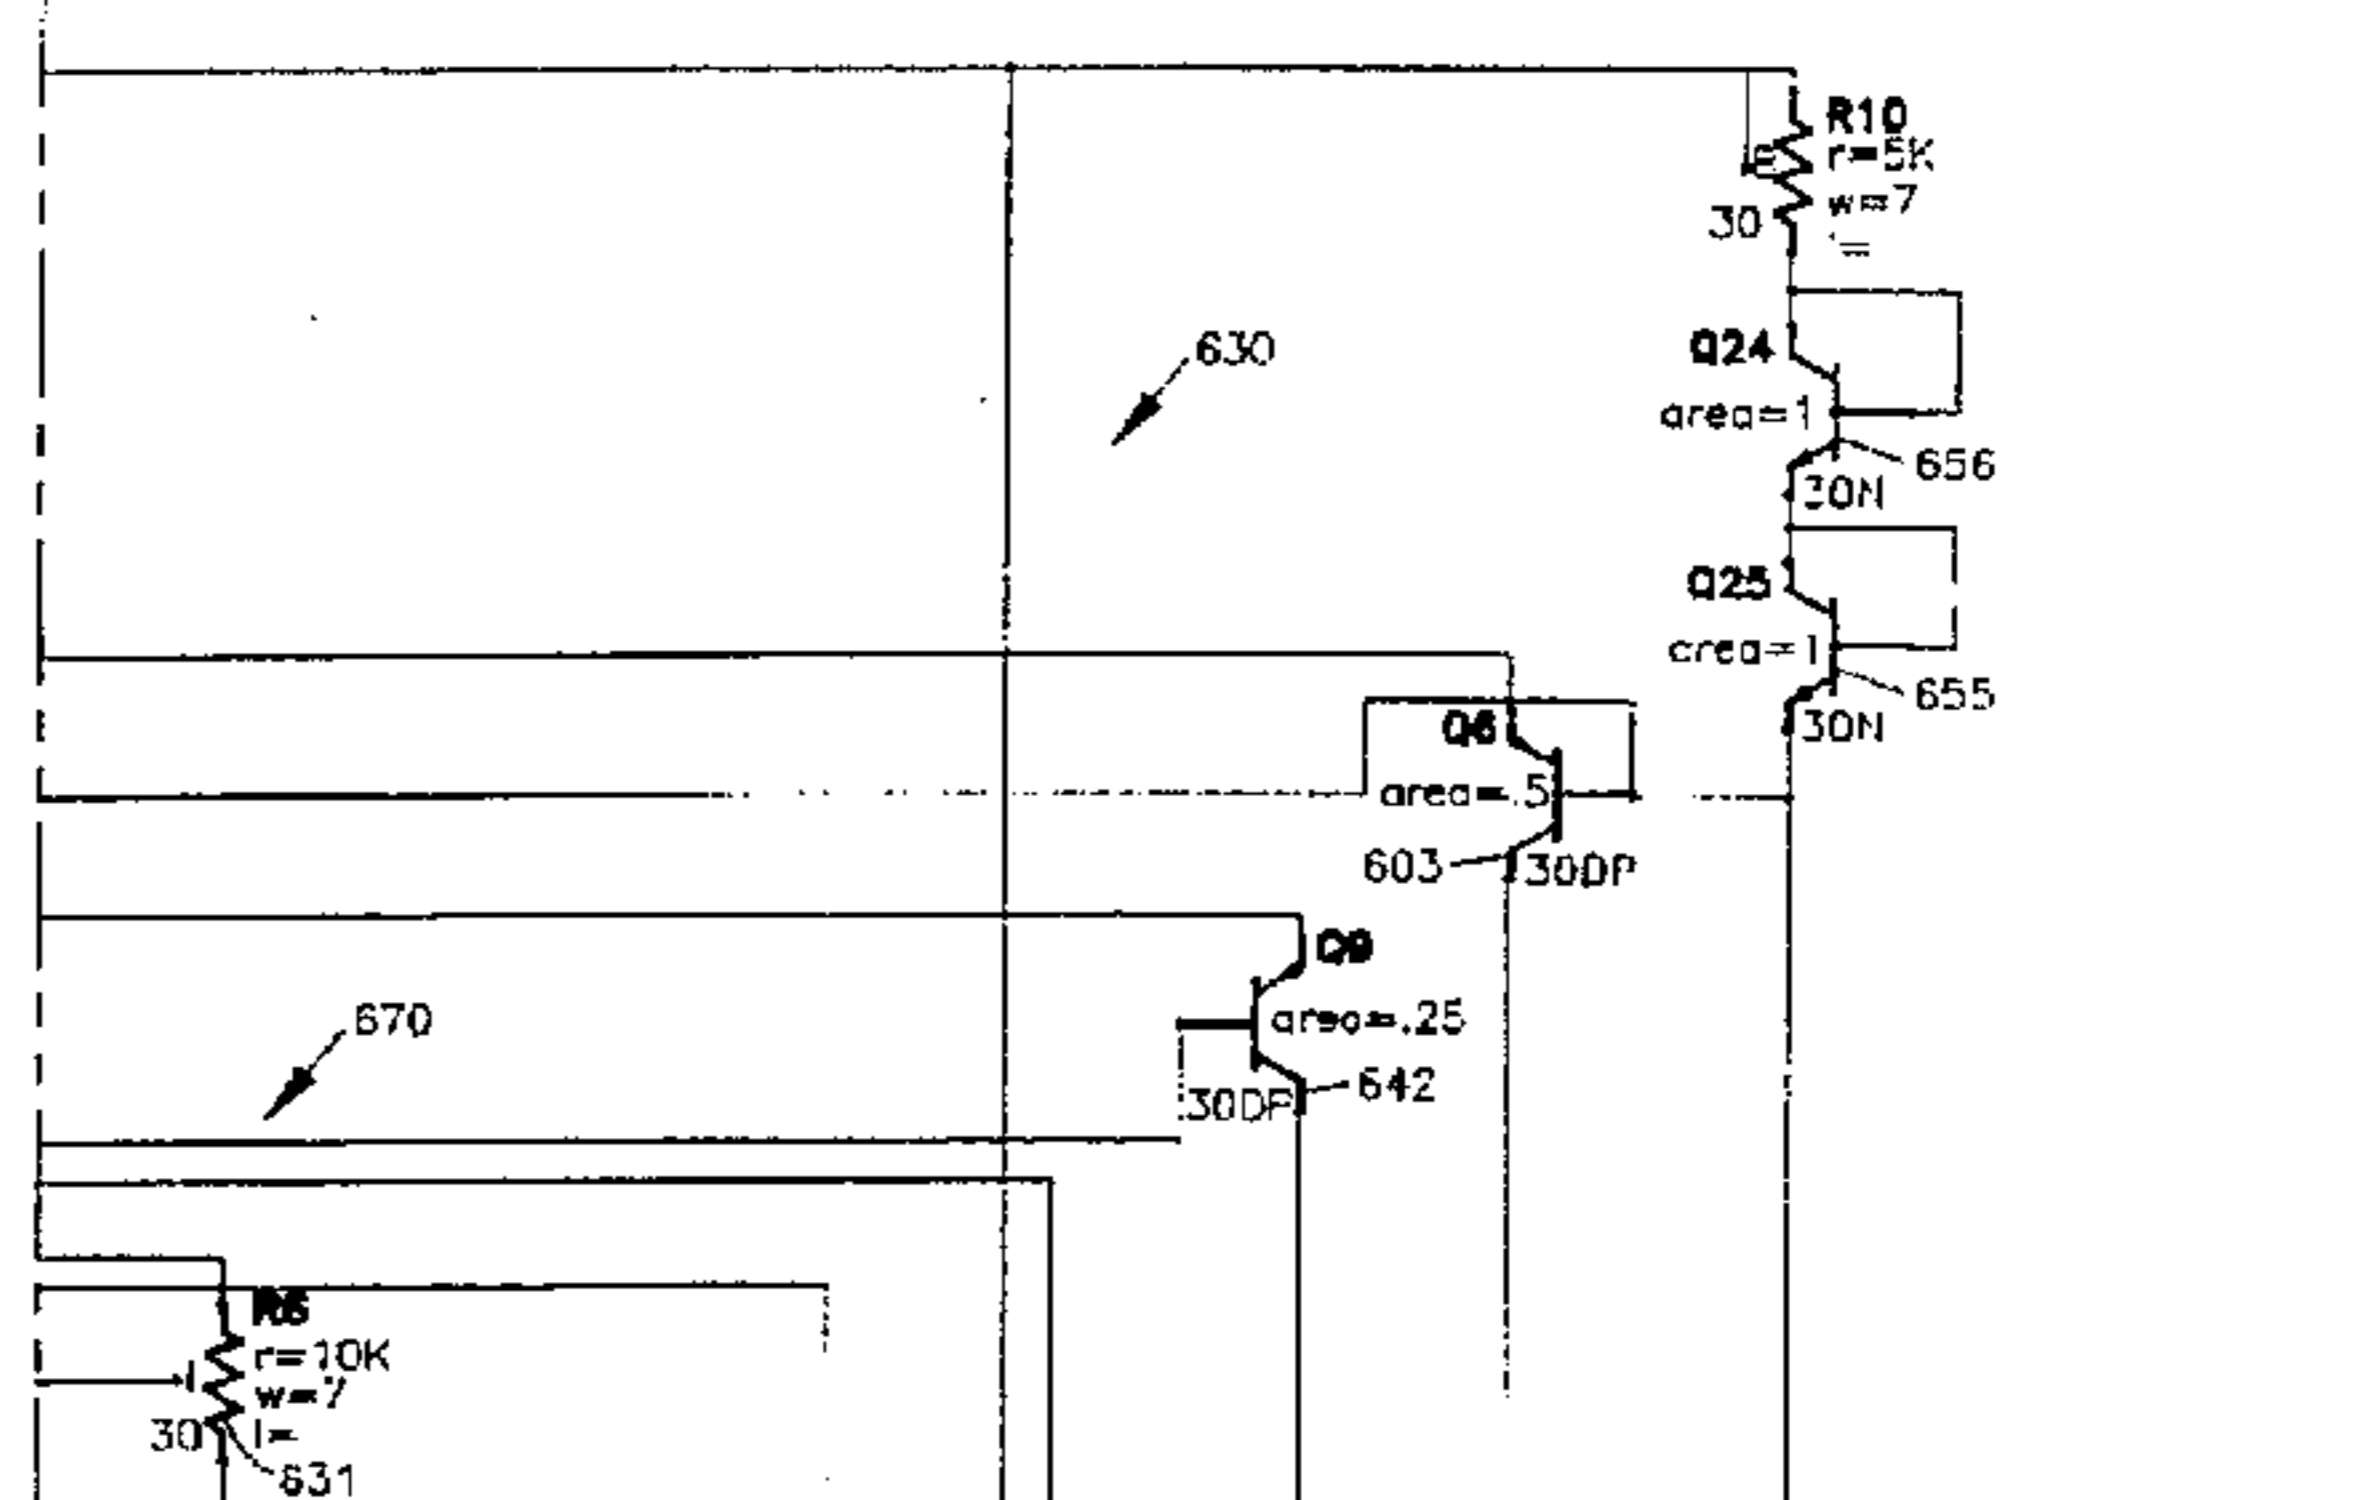 R10
r=5K
w=7
30
630
Q24
area=1
656
30N
Q25
area=1
655
30N
Q6
area=.5
603
30DP
Q9
area=.25
670
642
30DP
R6
r=10K
w=7
30
l=
631